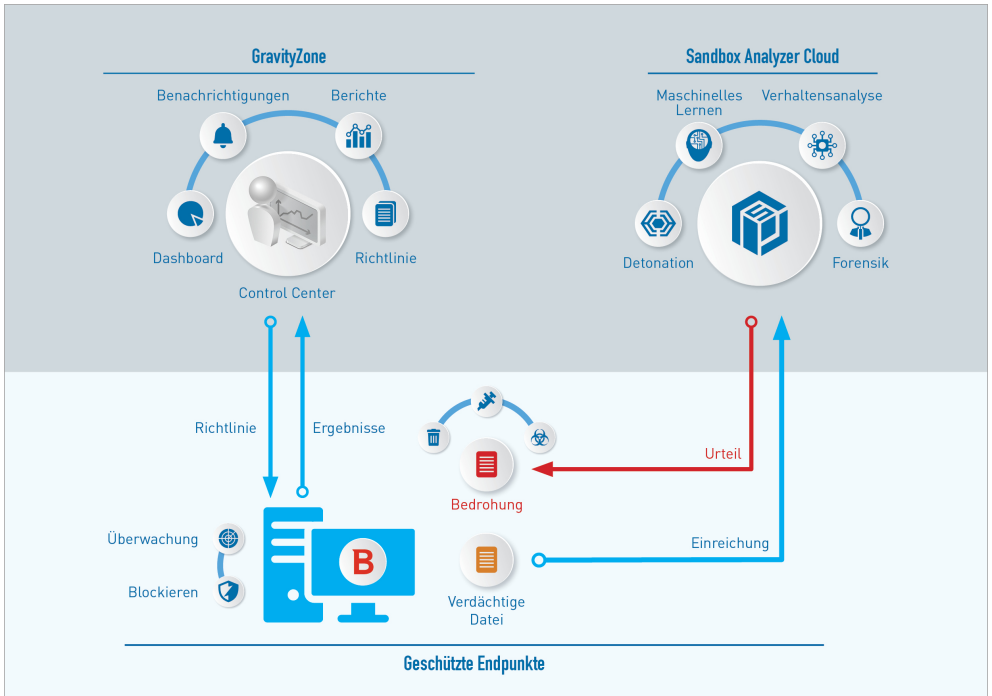 GravityZone
Benachrichtigungen
Berichte
Dashboard
Richtlinie
Control Center
Sandbox Analyzer Cloud
Maschinelles
Lernen
Verhaltensanalyse
Detonation
Forensik
Richtlinie
Ergebnisse
Urteil
Bedrohung
Einreichung
Überwachung
Blockieren
B
Verdächtige
Datei
Geschützte Endpunkte